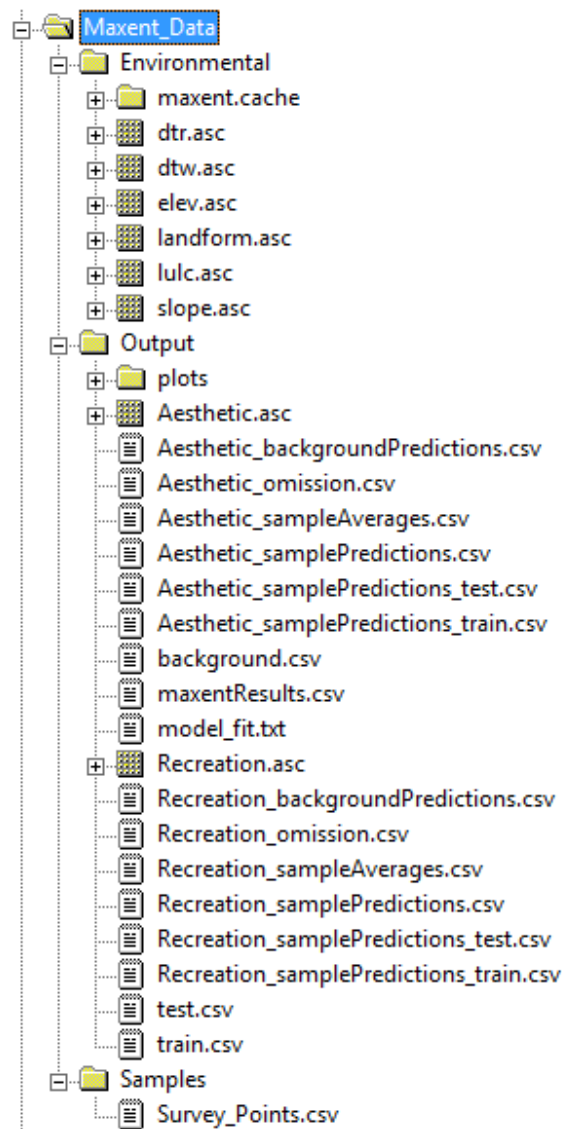 Maxent_Data
Environmental
maxent.cache
dtr.asc
dtw.asc
elev.asc
landform.asc
lulc.asc
slope.asc
Output
plots
Aesthetic.asc
Aesthetic_backgroundPredictions.csv
Aesthetic_omission.csv
Aesthetic_sampleAverages.csv
Aesthetic_samplePredictions.csv
Aesthetic_samplePredictions_test.csv
Aesthetic_samplePredictions_train.csv
background.csv
maxentResults.csv
model_fit.txt
Recreation.asc
Recreation_backgroundPredictions.csv
Recreation_omission.csv
Recreation_sampleAverages.csv
Recreation_samplePredictions.csv
Recreation_samplePredictions_test.csv
Recreation_samplePredictions_train.csv
test.csv
train.csv
Samples
Survey_Points.csv